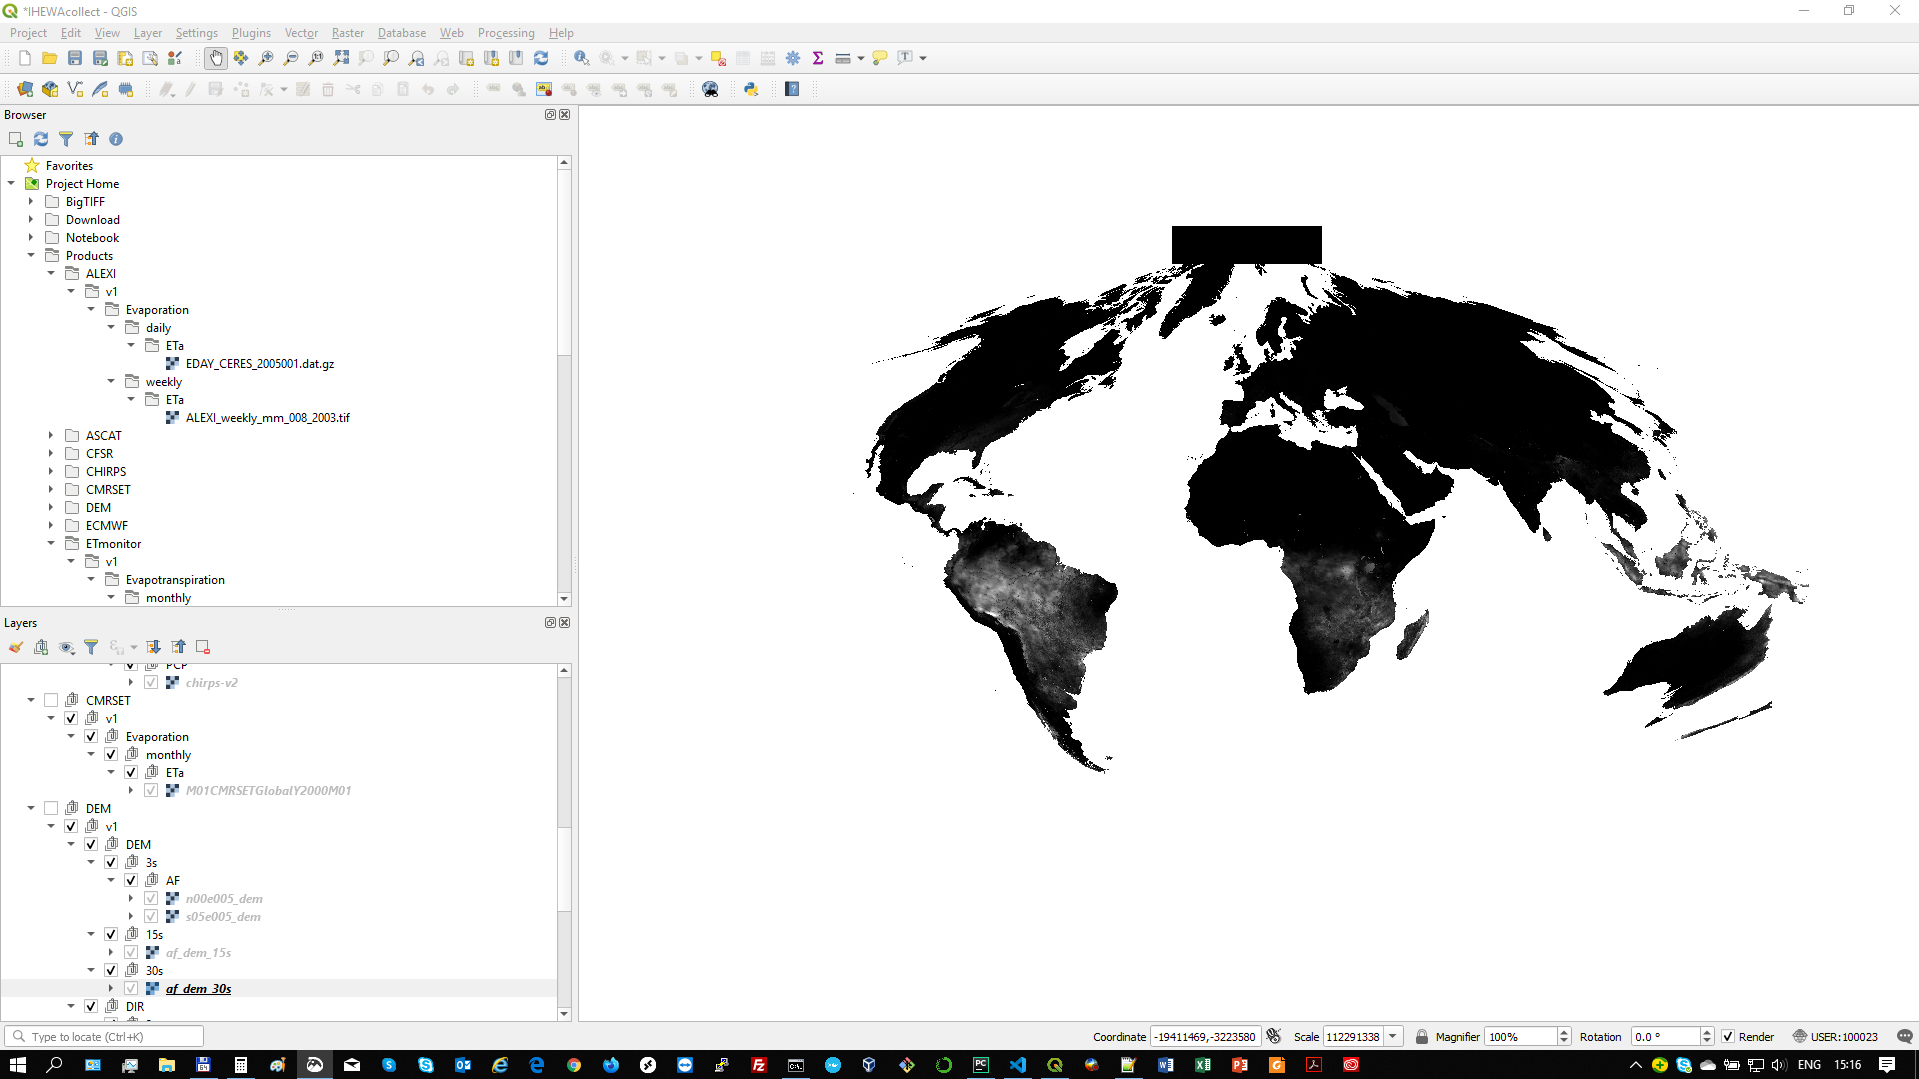 *IHEWAcollect - QGIS
Project Edit View Layer Settings Plugins Vector Raster Database Web Processing Help
Browser
Favorites
Project Home
BigTIFF
Download
Notebook
Products
ALEXI
v1
Evaporation
daily
ETa
EDAY_CERES_2005001.dat.gz
weekly
ETa
ALEXI_weekly_mm_008_2003.tif
ASCAT
CFSR
CHIRPS
CMRSET
DEM
ECMWF
ETmonitor
v1
Evapotranspiration
monthly
Layers
PCP
chirps-v2
CMRSET
v1
Evaporation
monthly
ETa
M01CMRSETGlobalY2000M01
DEM
v1
DEM
3s
AF
n00e005_dem
s05e005_dem
15s
af_dem_15s
30s
af_dem_30s
DIR
Type to locate (Ctrl+K)
Coordinate -19411469,-3223580 Scale 112291338 Magnifier 100% Rotation 0.0 ° Render USER:100023
ENG 15:16